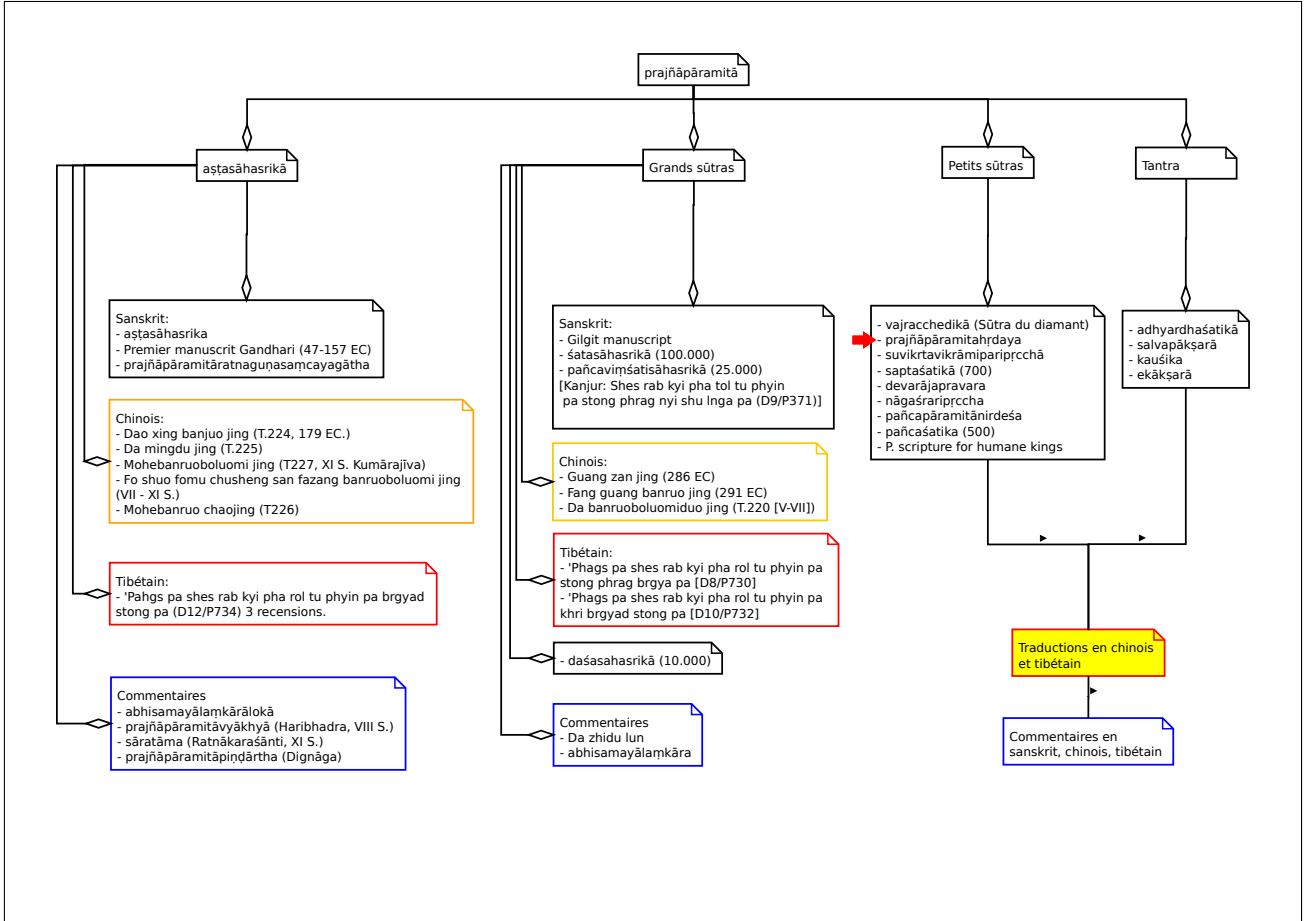 prajñāpāramitā
aṣṭasāhasrikā
Grands sūtras
Petits sūtras
Tantra
Sanskrit:
- aṣṭasāhasrika
- Premier manuscrit Gandhari (47-157 EC)
- prajñāpāramitāratnaguṇasaṃcayagātha
Chinois:
- Dao xing banjuo jing (T.224, 179 EC.)
- Da mingdu jing (T.225)
- Mohebanruoboluomi jing (T227, XI S. Kumārajīva)
- Fo shuo fomu chusheng san fazang banruoboluomi jing
(VII - XI S.)
- Mohebanruo chaojing (T226)
Tibétain:
- 'Pahgs pa shes rab kyi pha rol tu phyin pa brgyad
stong pa (D12/P734) 3 recensions.
Commentaires
- abhisamayālaṃkārālokā
- prajñāpāramitāvyākhyā (Haribhadra, VIII S.)
- sāratāma (Ratnākaraśānti, XI S.)
- prajñāpāramitāpiṇḍārtha (Dignāga)
Sanskrit:
- Gilgit manuscript
- śatasāhasrikā (100.000)
- pañcaviṃśatisāhasrikā (25.000)
[Kanjur: Shes rab kyi pha tol tu phyin
pa stong phrag nyi shu lnga pa (D9/P371)]
Chinois:
- Guang zan jing (286 EC)
- Fang guang banruo jing (291 EC)
- Da banruoboluomiduo jing (T.220 [V-VII])
Tibétain:
- 'Phags pa shes rab kyi pha rol tu phyin pa
stong phrag brgya pa [D8/P730]
- 'Phags pa shes rab kyi pha rol tu phyin pa
khri brgyad stong pa [D10/P732]
- daśasahasrikā (10.000)
Commentaires
- Da zhidu lun
- abhisamayālaṃkāra
- vajracchedikā (Sūtra du diamant)
- prajñāpāramitahṛdaya
- suvikrtavikrāmiparipṛcchā
- saptaśatikā (700)
- devarājapravara
- nāgaśraripṛccha
- pañcapāramitānirdeśa
- pañcaśatika (500)
- P. scripture for humane kings
- adhyardhaśatikā
- salvapākṣarā
- kauśika
- ekākṣarā
Traductions en chinois
et tibétain
Commentaires en
sanskrit, chinois, tibétain